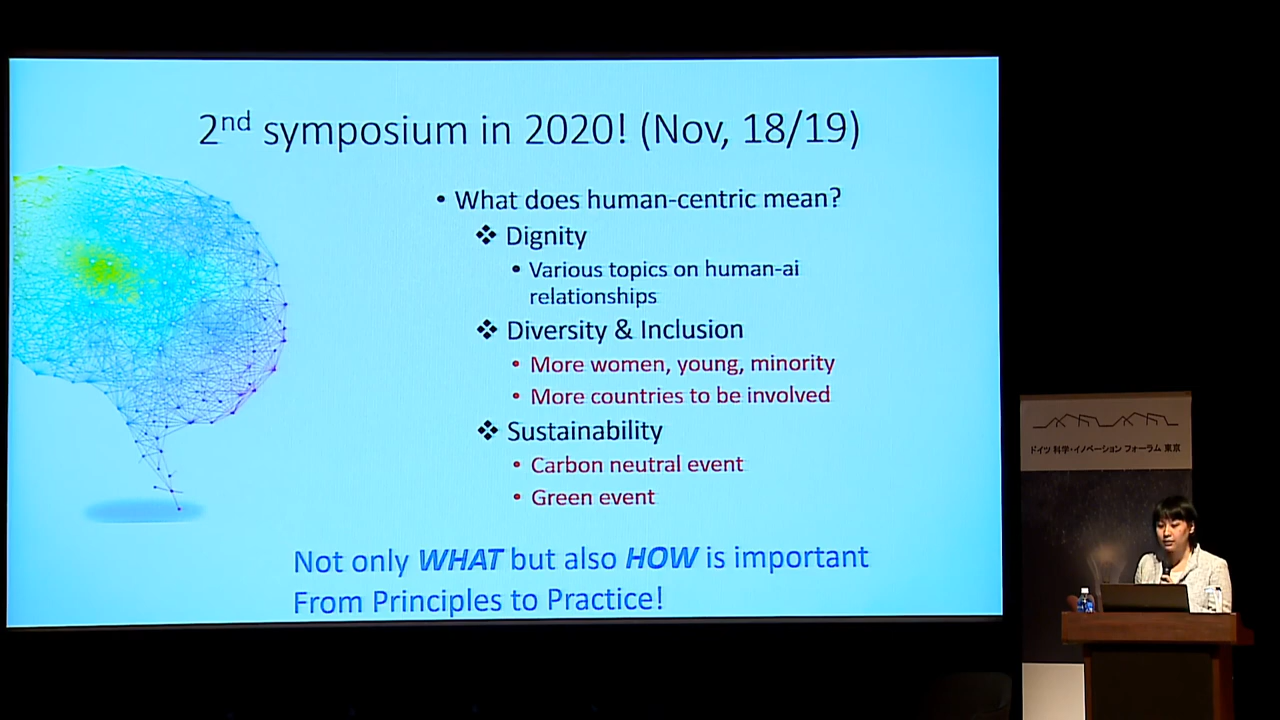 2nd symposium in 2020! (Nov, 18/19)
• What does human-centric mean?
❖ Dignity
• Various topics on human-ai
relationships
❖ Diversity & Inclusion
• More women, young, minority
• More countries to be involved
❖ Sustainability
• Carbon neutral event
• Green event
Not only WHAT but also HOW is important
From Principles to Practice!
ドイツ 科学・イノベーション フォーラム 東京